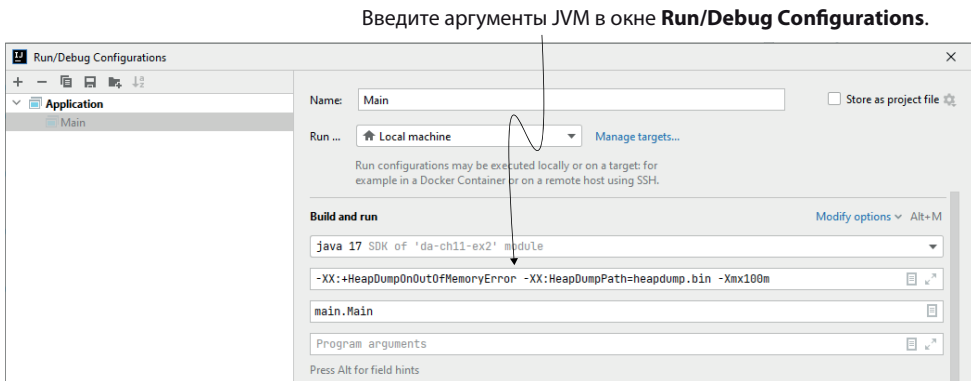 Введите аргументы JVM в окне Run/Debug Configurations.
IJ Run/Debug Configurations
Application
Main
Name: Main
Store as project file
Run ... Local machine
Manage targets...
Run configurations may be executed locally or on a target: for
example in a Docker Container or on a remote host using SSH.
Build and run
Modify options Alt+M
java 17 SDK of 'da-ch11-ex2' module
-XX:+HeapDumpOnOutOfMemoryError -XX:HeapDumpPath=heapdump.bin -Xmx100m
main.Main
Program arguments
Press Alt for field hints